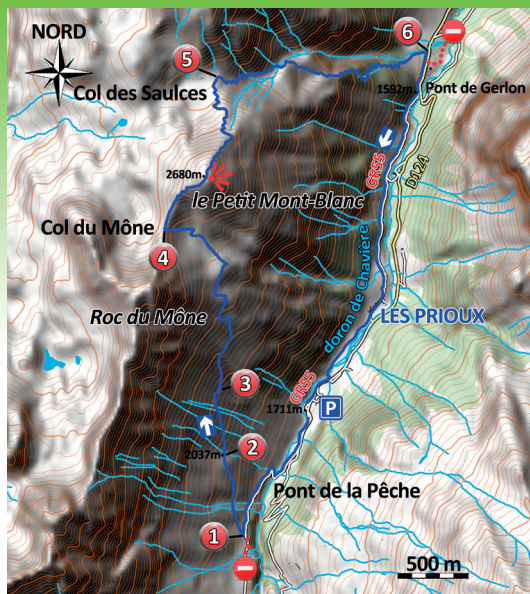 NORD
6
5
Col des Saulces
Pont de Gerlon
1592m
2680m
le Petit Mont-Blanc
GR55
D124
Col du Mône
4
doron de Chavière
Roc du Mône
LES PRIOUX
3
GR55
1711m
P
2
2037m
Pont de la Pêche
1
500 m